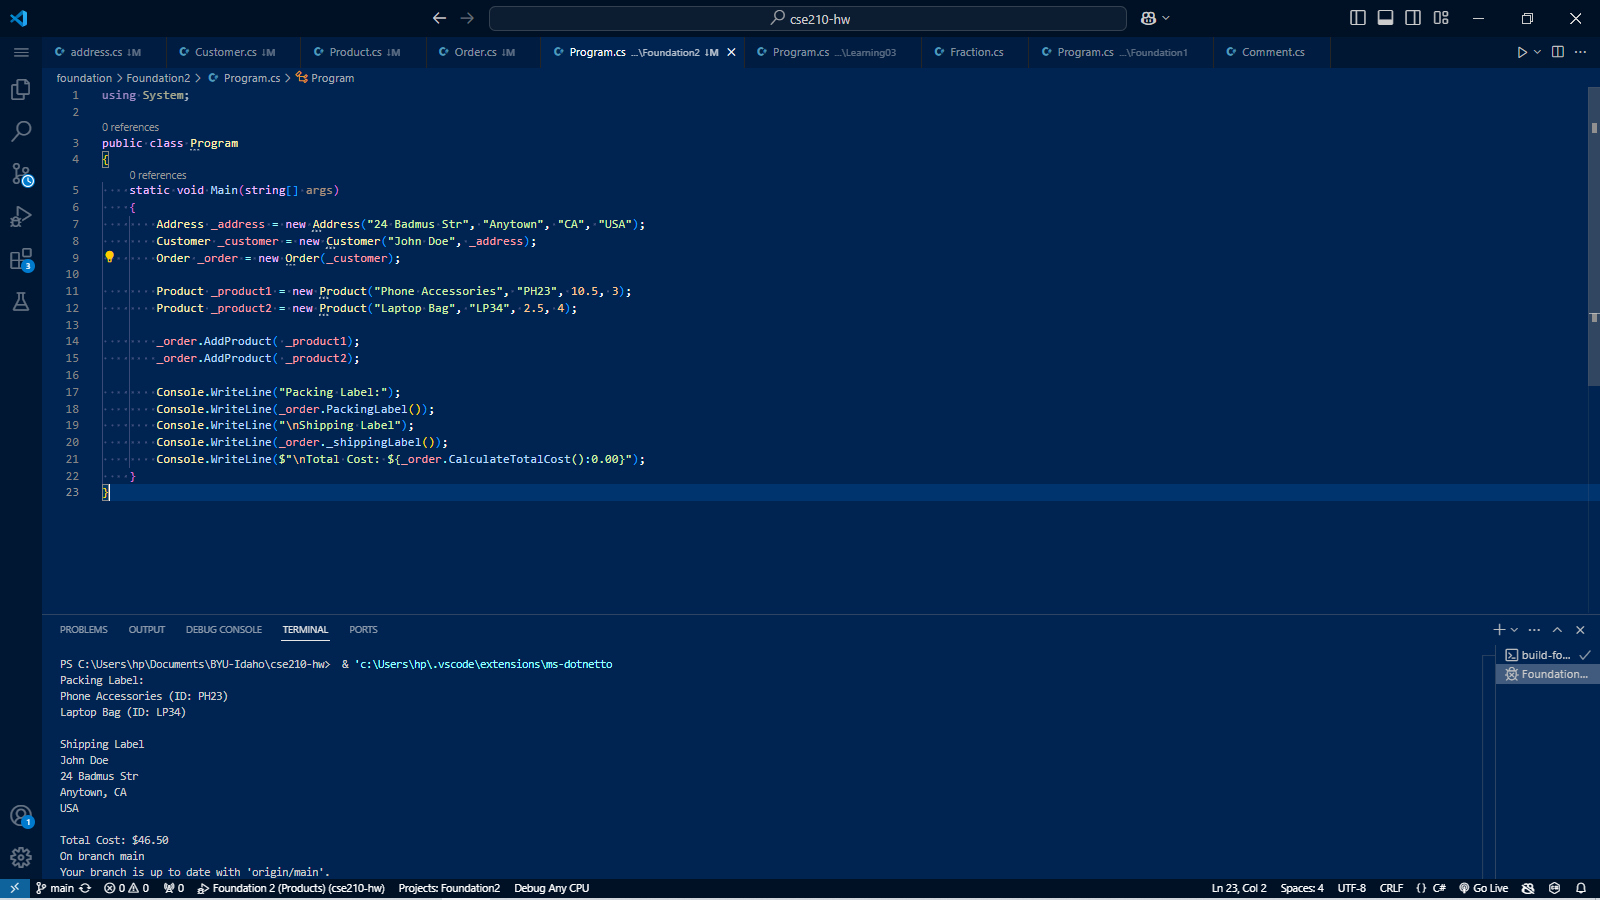 cse210-hw
address.cs ↓M
Customer.cs ↓M
Product.cs ↓M
Order.cs ↓M
Program.cs ...\Foundation2 ↓M
Program.cs ...\Learning03
Fraction.cs
Program.cs ...\Foundation1
Comment.cs
foundation > Foundation2 > Program.cs > Program
1 using System;
2
0 references
3 public class Program
4 {
0 references
5 static void Main(string[] args)
6 {
7 Address _address = new Address("24 Badmus Str", "Anytown", "CA", "USA");
8 Customer _customer = new Customer("John Doe", _address);
9 Order _order = new Order(_customer);
10
11 Product _product1 = new Product("Phone Accessories", "PH23", 10.5, 3);
12 Product _product2 = new Product("Laptop Bag", "LP34", 2.5, 4);
13
14 _order.AddProduct( _product1);
15 _order.AddProduct( _product2);
16
17 Console.WriteLine("Packing Label:");
18 Console.WriteLine(_order.PackingLabel());
19 Console.WriteLine("\nShipping Label");
20 Console.WriteLine(_order._shippingLabel());
21 Console.WriteLine($"\nTotal Cost: ${_order.CalculateTotalCost():0.00}");
22 }
23 }
3
1
PROBLEMS OUTPUT DEBUG CONSOLE TERMINAL PORTS
PS C:\Users\hp\Documents\BYU-Idaho\cse210-hw> & 'c:\Users\hp\.vscode\extensions\ms-dotnetto
Packing Label:
Phone Accessories (ID: PH23)
Laptop Bag (ID: LP34)
Shipping Label
John Doe
24 Badmus Str
Anytown, CA
USA
Total Cost: $46.50
On branch main
Your branch is up to date with 'origin/main'.
build-fo...
Foundation...
main 0 0 0 Foundation 2 (Products) (cse210-hw) Projects: Foundation2 Debug Any CPU
Ln 23, Col 2 Spaces: 4 UTF-8 CRLF {} C# Go Live